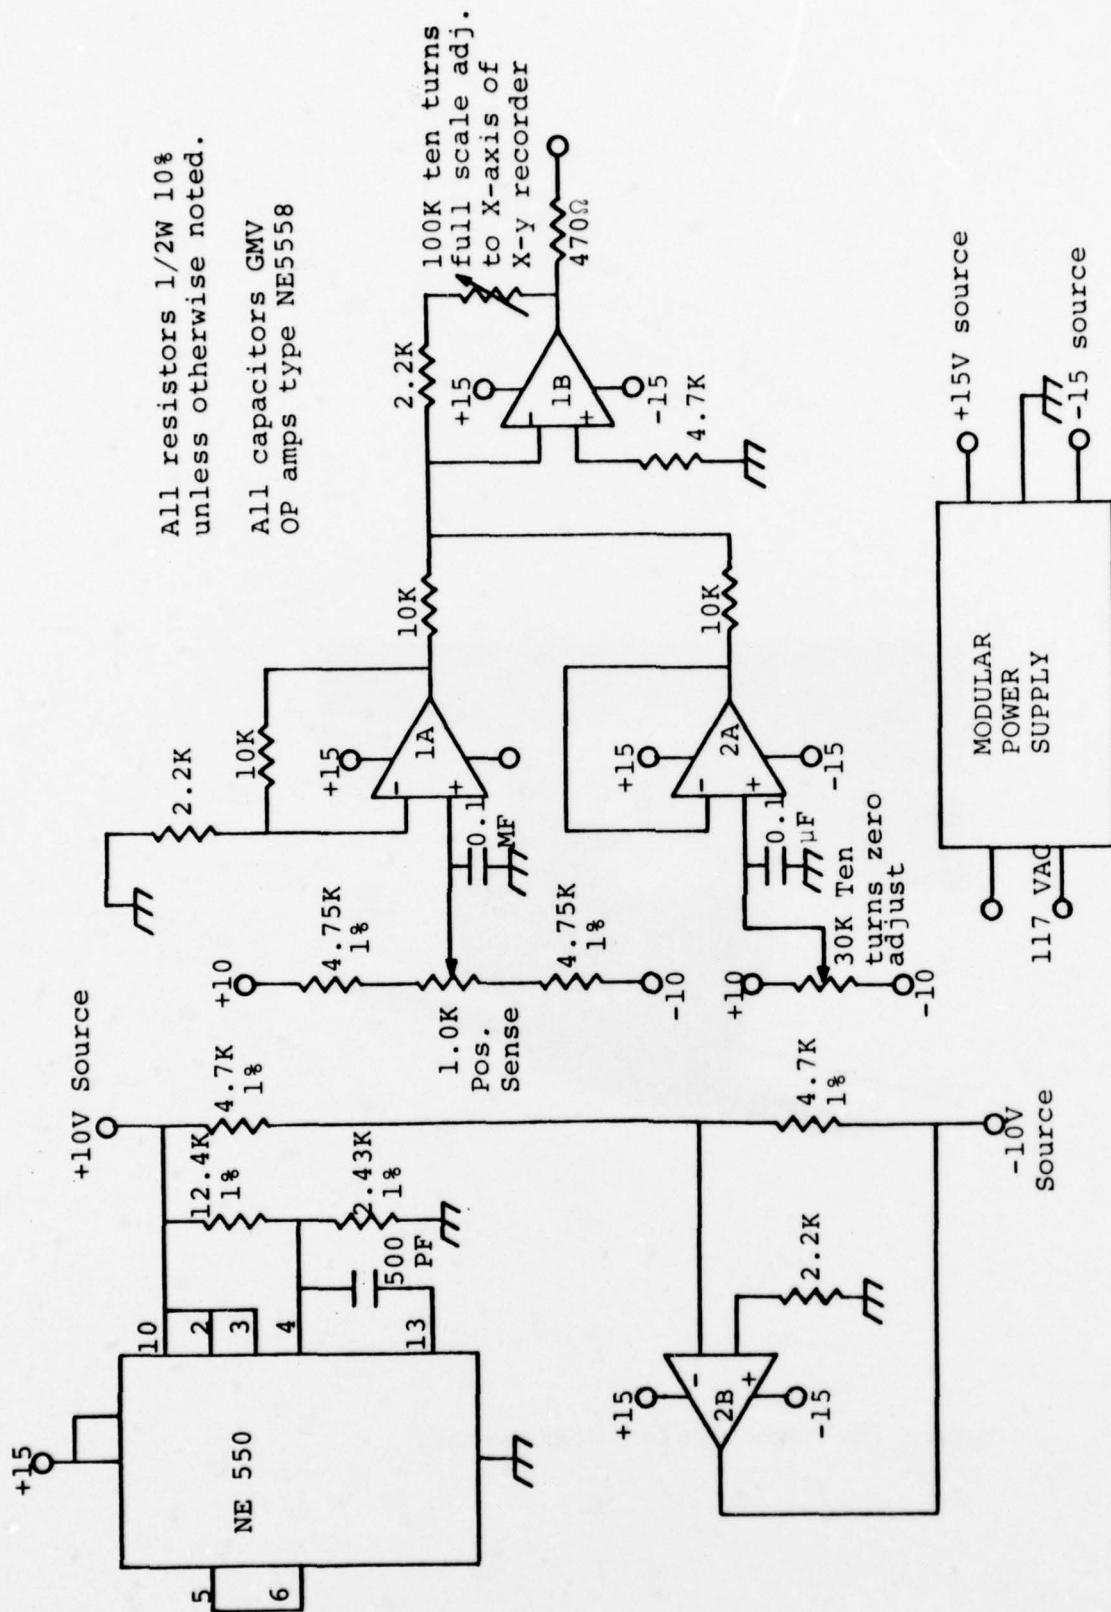 All resistors 1/2W 10%
unless otherwise noted.
All capacitors GMV
OP amps type NE5558
100K ten turns
full scale adj.
to X-axis of
X-y recorder
2.2K
+15
-
1B
+
-15
4.7K
470Ω
10K
10K
2.2K
10K
+15
-
1A
+
0.1
MF
+15
-
2A
+
-15
0.1
µF
+10
4.75K
1%
1.0K
Pos.
Sense
4.75K
1%
-10
+10
30K Ten
turns zero
adjust
-10
+10V Source
4.7K
1%
12.4K
1%
2.43K
1%
500
PF
4.7K
1%
-10V
Source
+15
NE 550
10
2
3
4
13
5
6
+15
-
2B
+
-15
2.2K
MODULAR
POWER
SUPPLY
117 VAC
+15V source
-15 source